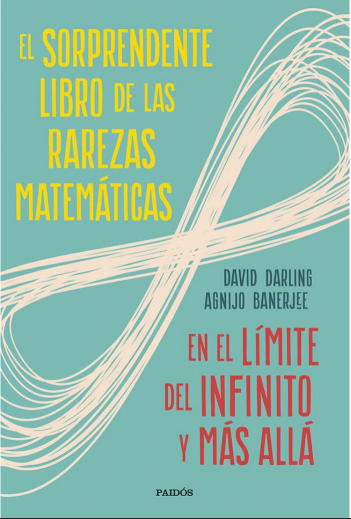 EL SORPRENDENTE
LIBRO DE LAS
RAREZAS
MATEMÁTICAS
DAVID DARLING
AGNIJO BANERJEE
EN EL LÍMITE
DEL INFINITO
Y MÁS ALLÁ
PAIDÓS